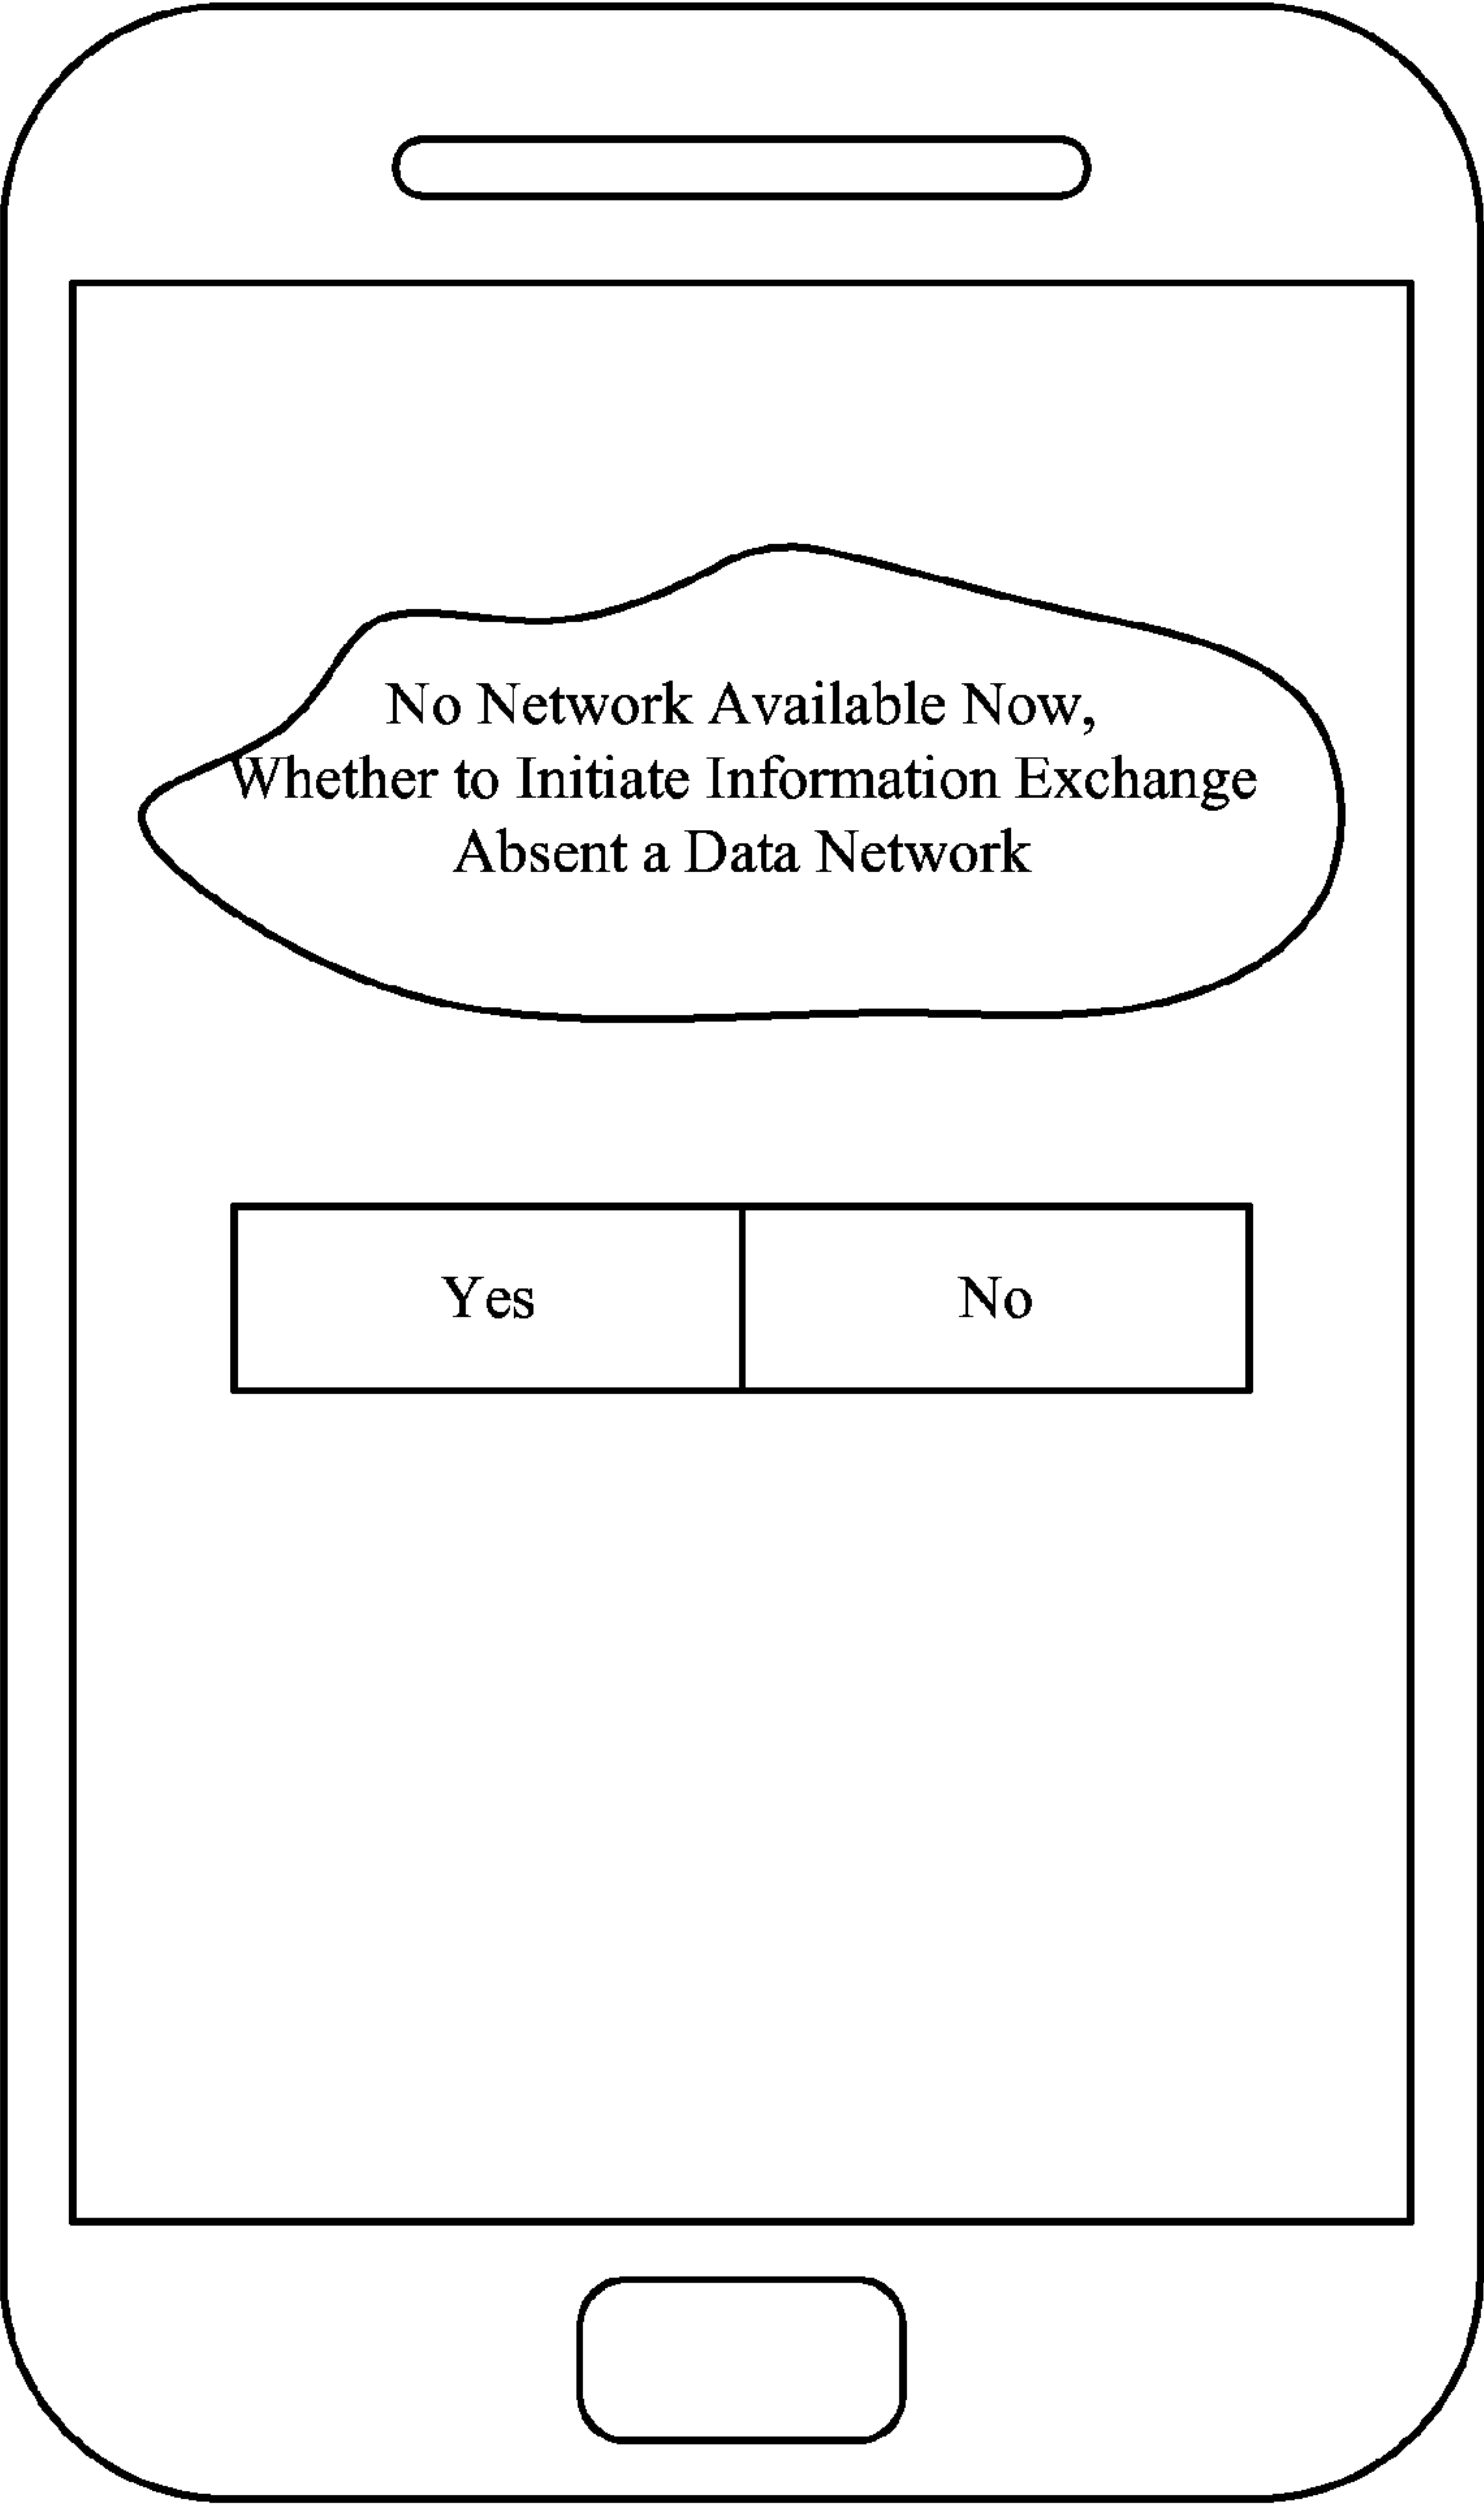 No Network Available Now,
Whether to Initiate Information Exchange
Absent a Data Network
Yes
No